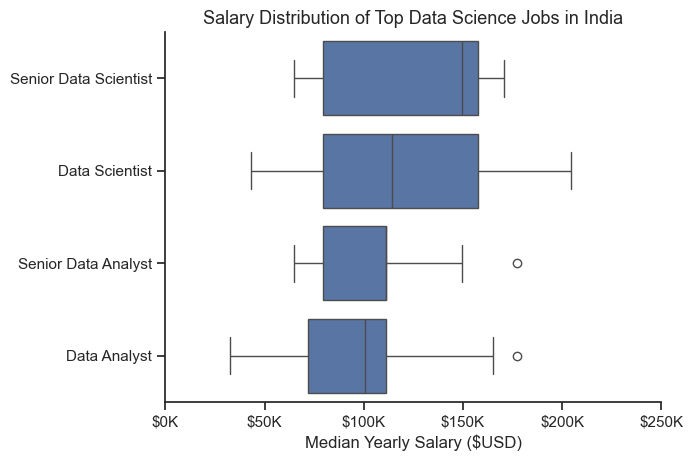 Salary Distribution of Top Data Science Jobs in India
Senior Data Scientist
Data Scientist
Senior Data Analyst
Data Analyst
$0K $50K $100K $150K $200K $250K
Median Yearly Salary ($USD)